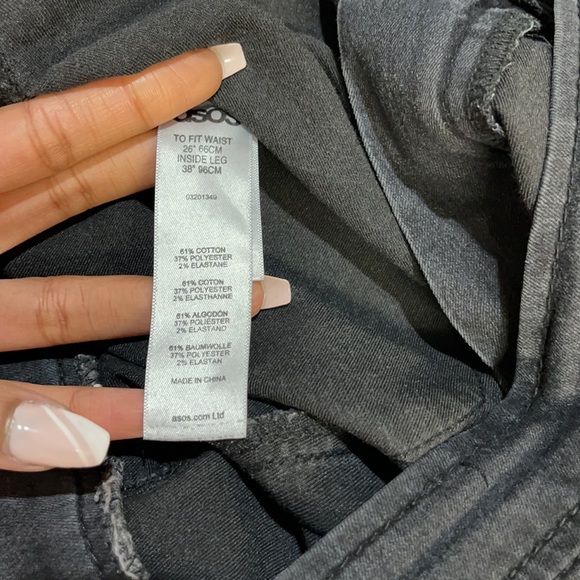 asos
TO FIT WAIST
26" 66CM
INSIDE LEG
38" 96CM
03201349
61% COTTON
37% POLYESTER
2% ELASTANE
61% COTON
37% POLYESTER
2% ELASTHANNE
61% ALGODÓN
37% POLIÉSTER
2% ELASTANO
61% BAUMWOLLE
37% POLYESTER
2% ELASTAN
MADE IN CHINA
asos.com Ltd